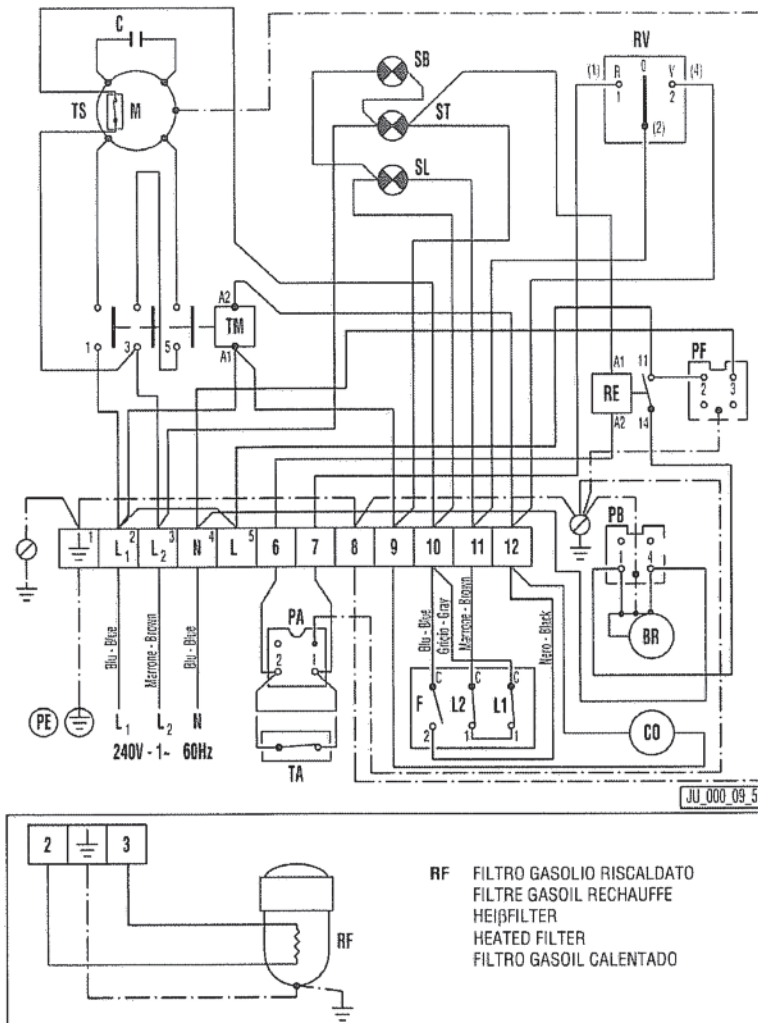 C
TS
M
SB
ST
SL
RV
(1) R 0 V (4)
1 2
(2)
A2
TM
A1
1 3 5
A1 11
RE
A2 14
PF
2 3
1 L1 2 L2 3 N 4 L 5 6 7 8 9 10 11 12
PB
1 4
BR
PA
2 1
TA
Blu - Blue
Marrone - Brown
Blu - Blue
Blu - Blue
Grigio - Gray
Marrone - Brown
Nero - Black
C C C
F L2 L1
2 1 1
CO
PE L1 L2 N
240V - 1~ 60Hz
JU_000_09_5
2 3
RF
RF FILTRO GASOLIO RISCALDATO
FILTRE GASOIL RECHAUFFE
HEIβFILTER
HEATED FILTER
FILTRO GASOIL CALENTADO